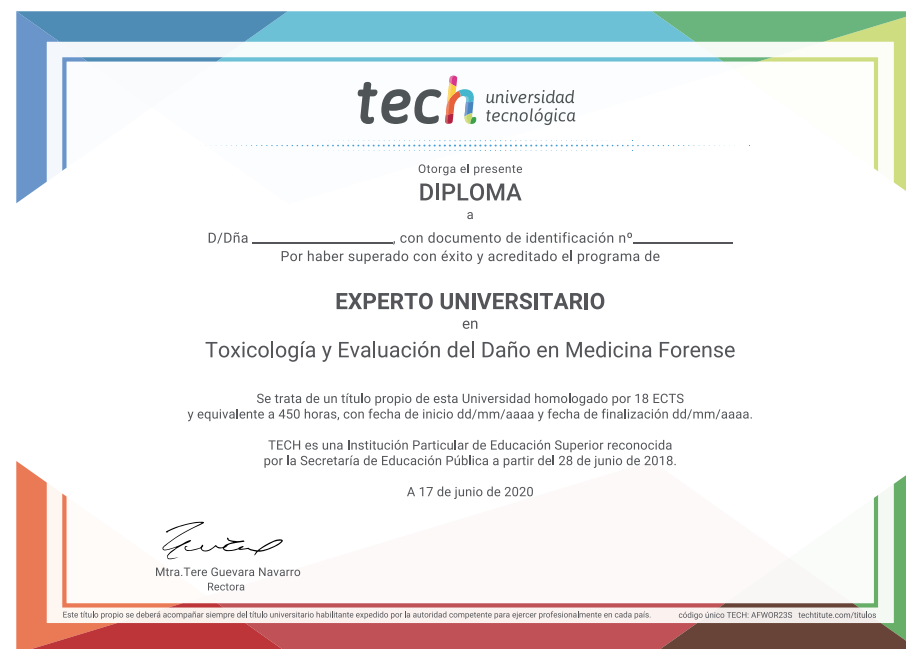 tech universidad
tecnológica
Otorga el presente
DIPLOMA
a
D/Dña ____________________, con documento de identificación nº______________
Por haber superado con éxito y acreditado el programa de
EXPERTO UNIVERSITARIO
en
Toxicología y Evaluación del Daño en Medicina Forense
Se trata de un título propio de esta Universidad homologado por 18 ECTS
y equivalente a 450 horas, con fecha de inicio dd/mm/aaaa y fecha de finalización dd/mm/aaaa.
TECH es una Institución Particular de Educación Superior reconocida
por la Secretaría de Educación Pública a partir del 28 de junio de 2018.
A 17 de junio de 2020
Mtra.Tere Guevara Navarro
Rectora
Este título propio se deberá acompañar siempre del título universitario habilitante expedido por la autoridad competente para ejercer profesionalmente en cada país. código único TECH: AFWOR23S techtitute.com/titulos